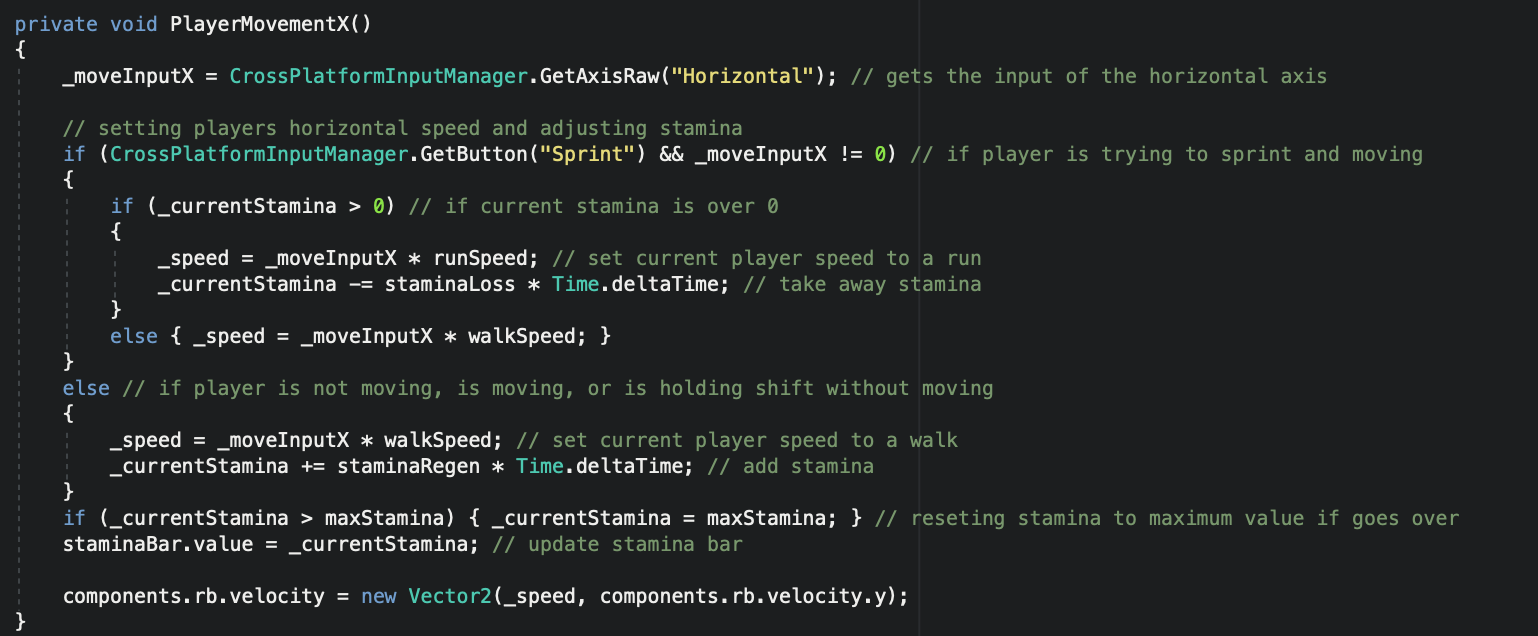 private void PlayerMovementX()
{
    _moveInputX = CrossPlatformInputManager.GetAxisRaw("Horizontal"); // gets the input of the horizontal axis

    // setting players horizontal speed and adjusting stamina
    if (CrossPlatformInputManager.GetButton("Sprint") && _moveInputX != 0) // if player is trying to sprint and moving
    {
        if (_currentStamina > 0) // if current stamina is over 0
        {
            _speed = _moveInputX * runSpeed; // set current player speed to a run
            _currentStamina -= staminaLoss * Time.deltaTime; // take away stamina
        }
        else { _speed = _moveInputX * walkSpeed; }
    }
    else // if player is not moving, is moving, or is holding shift without moving
    {
        _speed = _moveInputX * walkSpeed; // set current player speed to a walk
        _currentStamina += staminaRegen * Time.deltaTime; // add stamina
    }
    if (_currentStamina > maxStamina) { _currentStamina = maxStamina; } // reseting stamina to maximum value if goes over
    staminaBar.value = _currentStamina; // update stamina bar

    components.rb.velocity = new Vector2(_speed, components.rb.velocity.y);
}